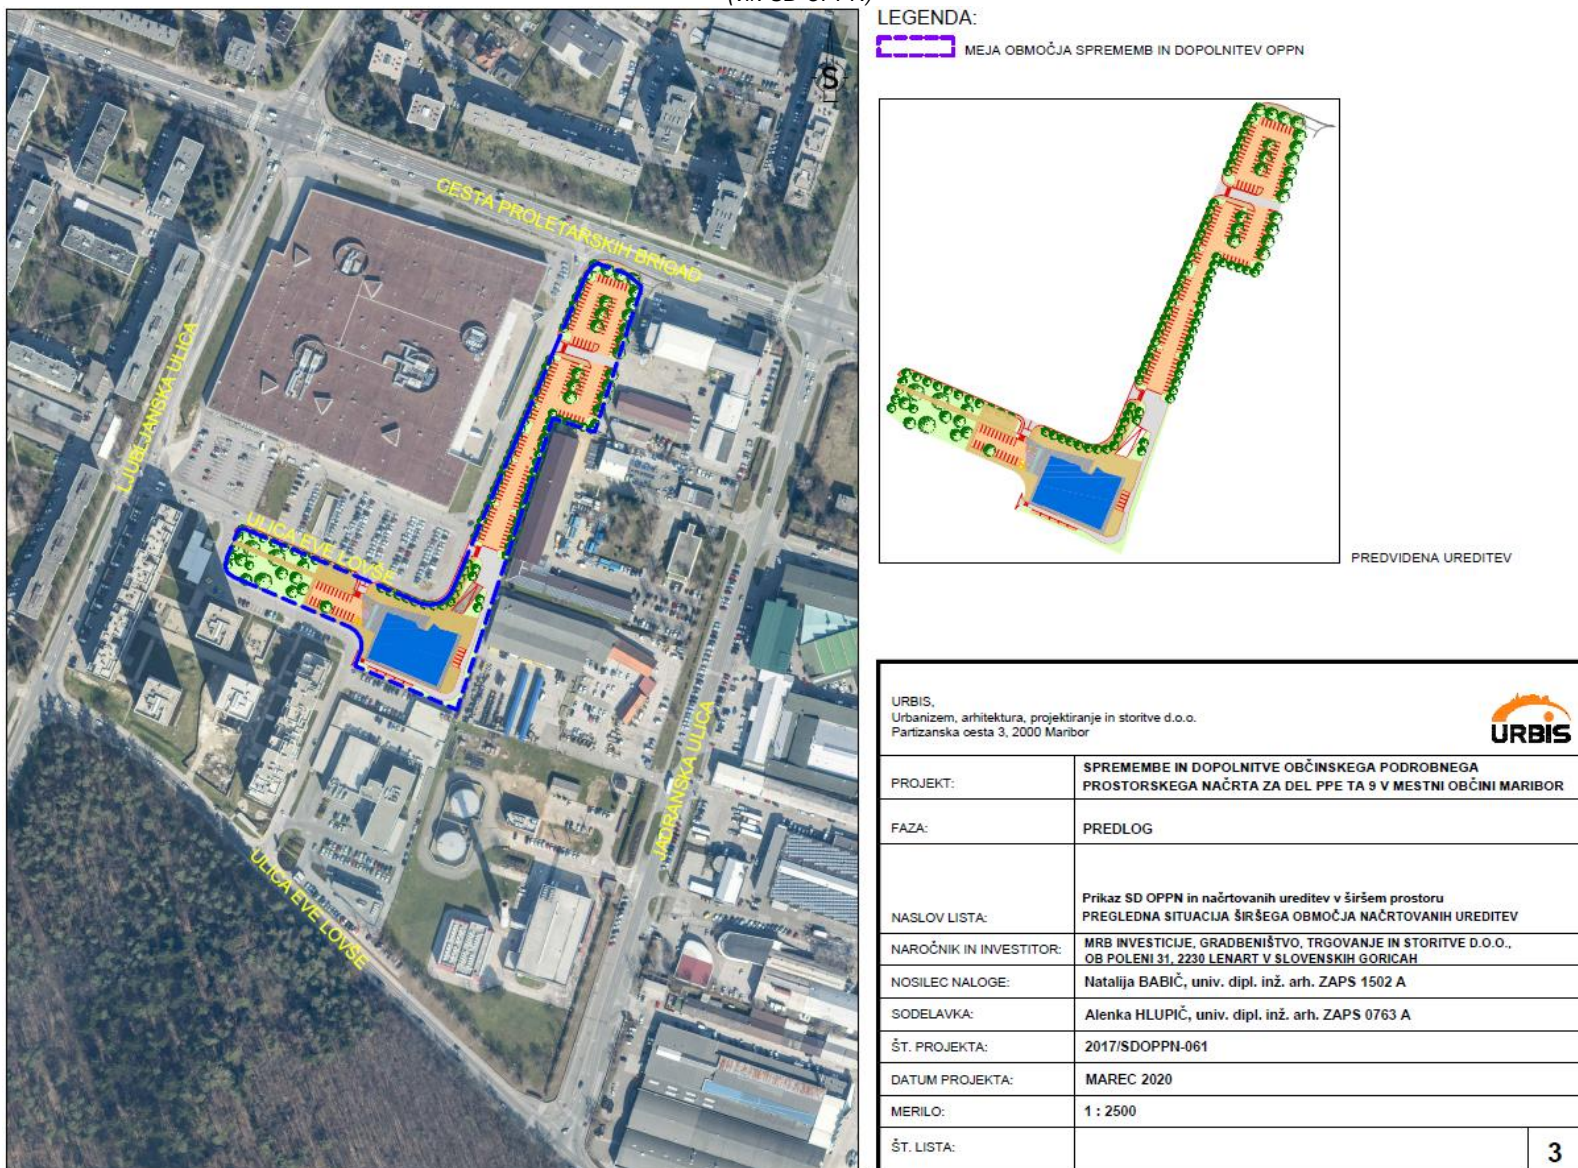 LEGENDA:
MEJA OBMOČJA SPREMEMB IN DOPOLNITEV OPPN
S
CESTA PROLETARSKIH BRIGAD
LJUBLJANSKA ULICA
ULICA EVE LOVŠE
JADRANSKA ULICA
ULICA EVE LOVŠE
PREDVIDENA UREDITEV
URBIS,
Urbanizem, arhitektura, projektiranje in storitve d.o.o.
Partizanska cesta 3, 2000 Maribor
URBIS
PROJEKT:
SPREMEMBE IN DOPOLNITVE OBČINSKEGA PODROBNEGA
PROSTORSKEGA NAČRTA ZA DEL PPE TA 9 V MESTNI OBČINI MARIBOR
FAZA:
PREDLOG
NASLOV LISTA:
Prikaz SD OPPN in načrtovanih ureditev v širšem prostoru
PREGLEDNA SITUACIJA ŠIRŠEGA OBMOČJA NAČRTOVANIH UREDITEV
NAROČNIK IN INVESTITOR:
MRB INVESTICIJE, GRADBENIŠTVO, TRGOVANJE IN STORITVE D.O.O.,
OB POLENI 31, 2230 LENART V SLOVENSKIH GORICAH
NOSILEC NALOGE:
Natalija BABIČ, univ. dipl. inž. arh. ZAPS 1502 A
SODELAVKA:
Alenka HLUPIČ, univ. dipl. inž. arh. ZAPS 0763 A
ŠT. PROJEKTA:
2017/SDOPPN-061
DATUM PROJEKTA:
MAREC 2020
MERILO:
1 : 2500
ŠT. LISTA:
3